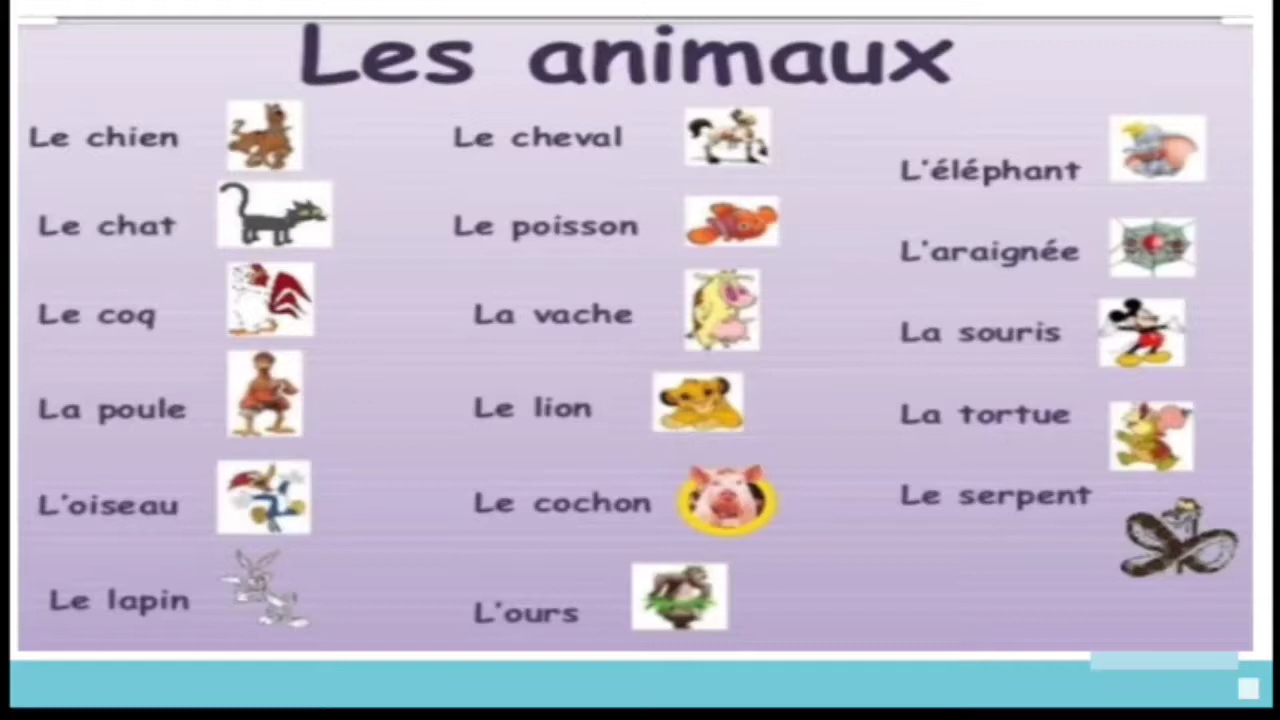 Les animaux
Le chien
Le chat
Le coq
La poule
L'oiseau
Le lapin
Le cheval
Le poisson
La vache
Le lion
Le cochon
L'ours
L'éléphant
L'araignée
La souris
La tortue
Le serpent